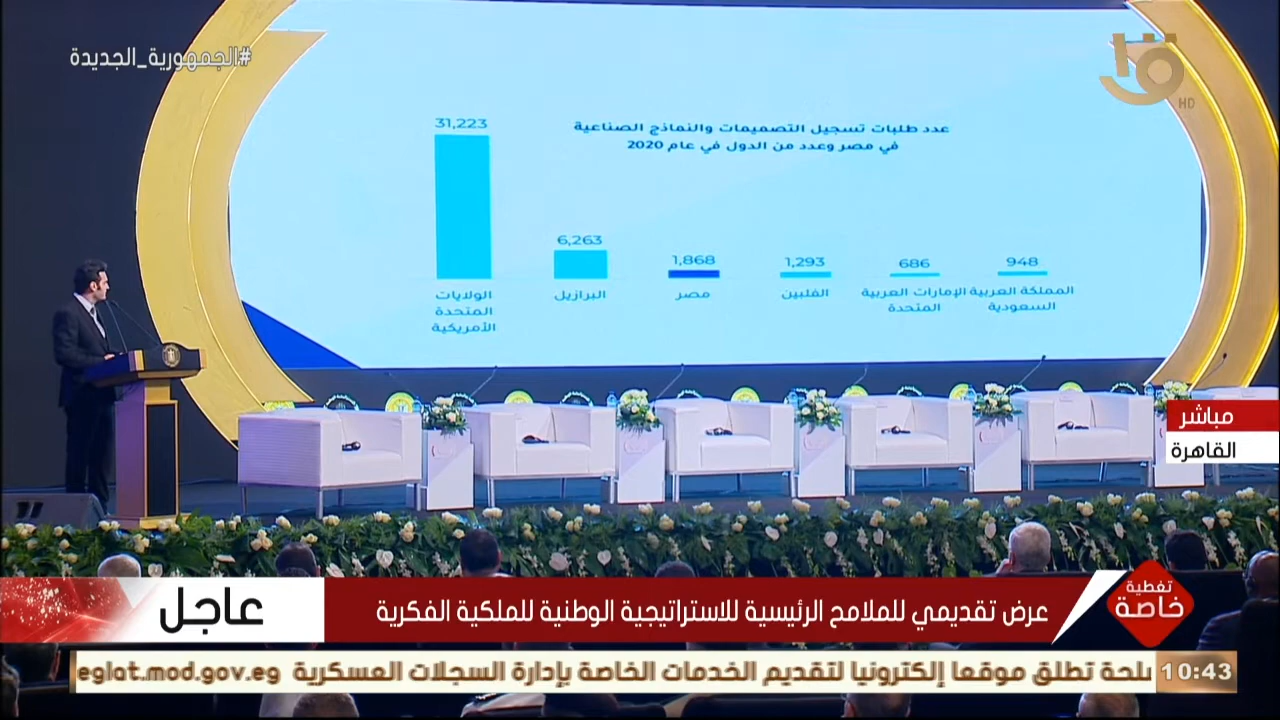 #الجمهورية_الجديدة
HD
عدد طلبات تسجيل التصميمات والنماذج الصناعية
في مصر وعدد من الدول في عام 2020
31,223
6,263
1,868
1,293
686
948
الولايات
المتحدة
الأمريكية
البرازيل
مصر
الفلبين
الإمارات العربية
المتحدة
المملكة العربية
السعودية
مباشر
القاهرة
تغطية
خاصة
عرض تقديمي للملامح الرئيسية للاستراتيجية الوطنية للملكية الفكرية
عاجل
10:43
لمحة تطلق موقعا إلكترونيا لتقديم الخدمات الخاصة بإدارة السجلات العسكرية eglat.mod.gov.eg